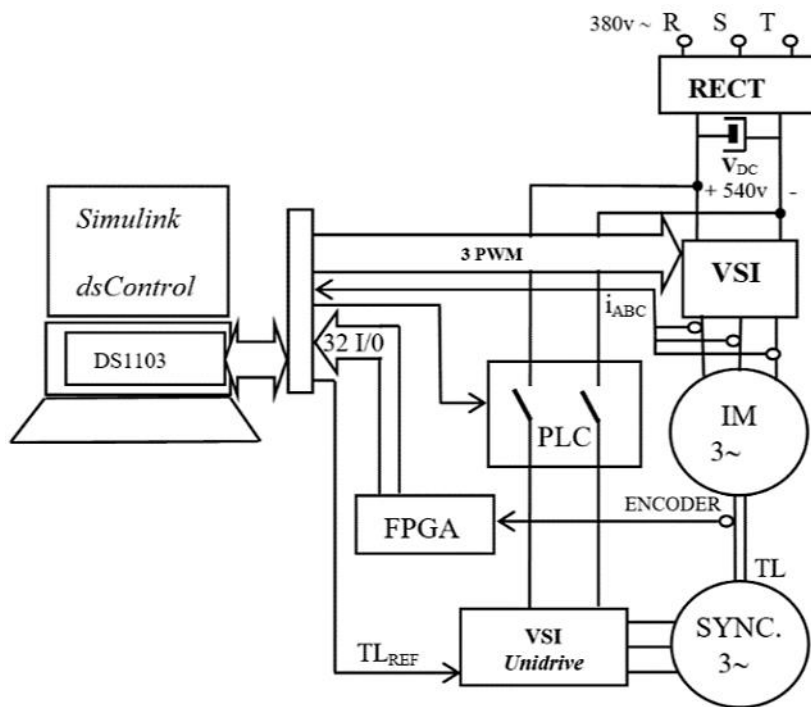 380v ~ R S T
RECT
VDC
+ 540v -
Simulink
dsControl
3 PWM
VSI
iABC
DS1103
32 I/0
PLC
IM
3~
FPGA
ENCODER
TL
VSI
Unidrive
TLREF
SYNC.
3~